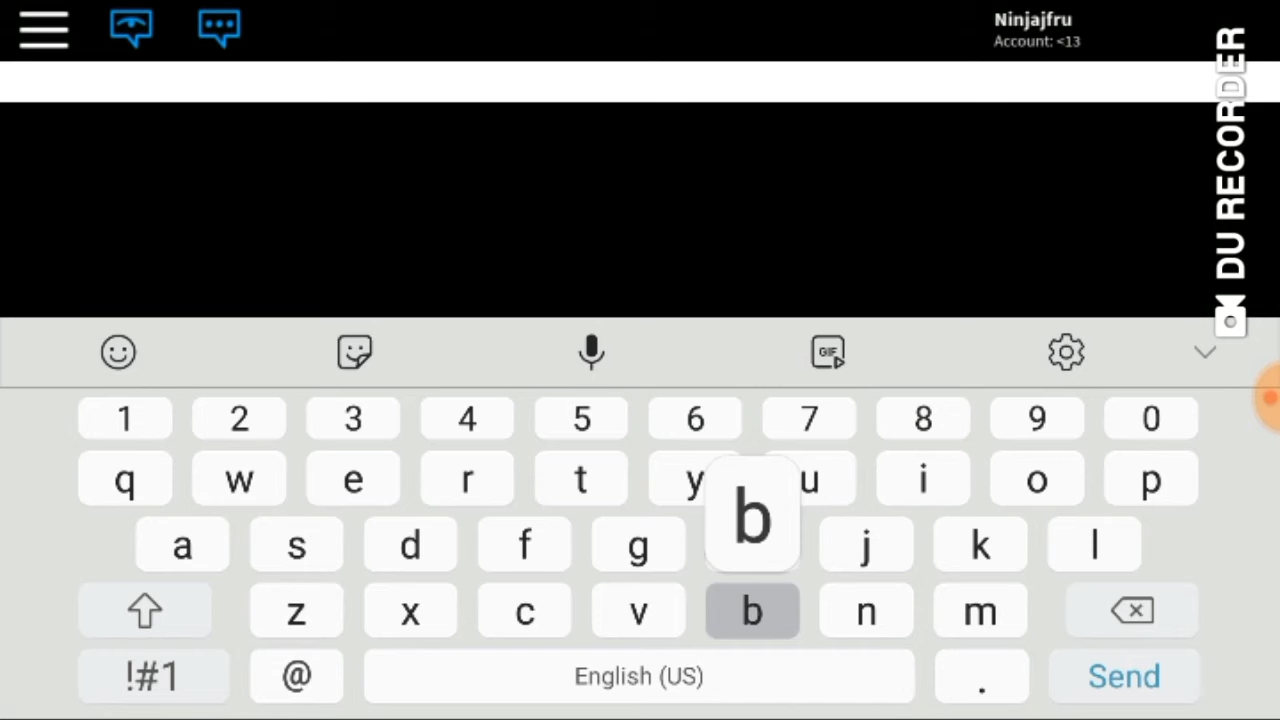 Ninjajfru
Account: <13
DU RECORDER
GIF
1 2 3 4 5 6 7 8 9 0
q w e r t y u i o p
b
a s d f g j k l
z x c v b n m
!#1 @ English (US) . Send